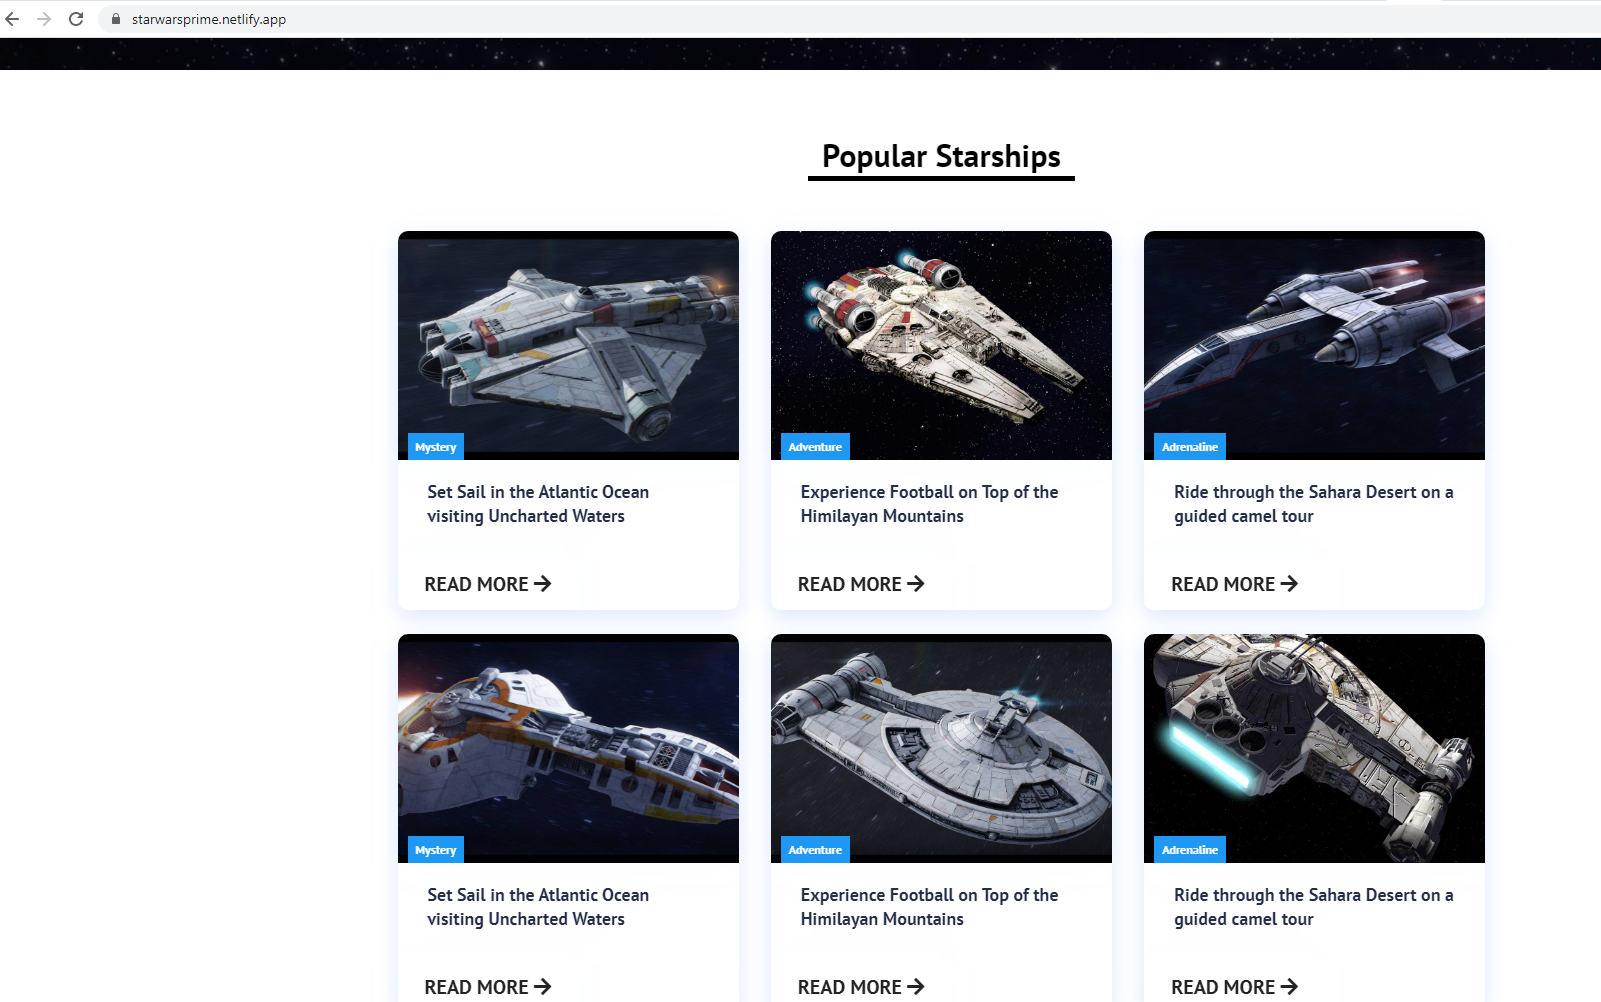 starwarsprime.netlify.app
Popular Starships
Mystery
Set Sail in the Atlantic Ocean
visiting Uncharted Waters
READ MORE
Adventure
Experience Football on Top of the
Himilayan Mountains
READ MORE
Adrenaline
Ride through the Sahara Desert on a
guided camel tour
READ MORE
Mystery
Set Sail in the Atlantic Ocean
visiting Uncharted Waters
READ MORE
Adventure
Experience Football on Top of the
Himilayan Mountains
READ MORE
Adrenaline
Ride through the Sahara Desert on a
guided camel tour
READ MORE